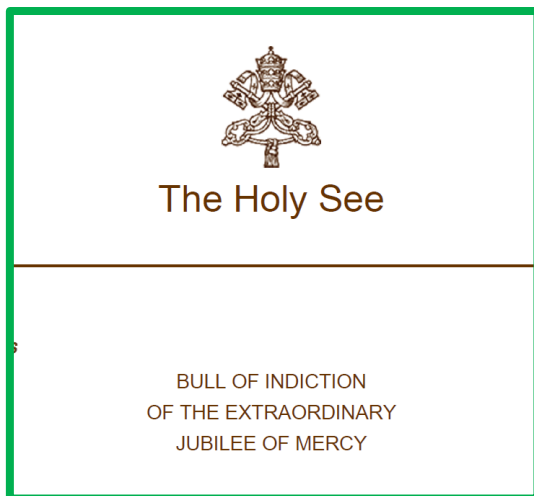 The Holy See
s
BULL OF INDICTION
OF THE EXTRAORDINARY
JUBILEE OF MERCY